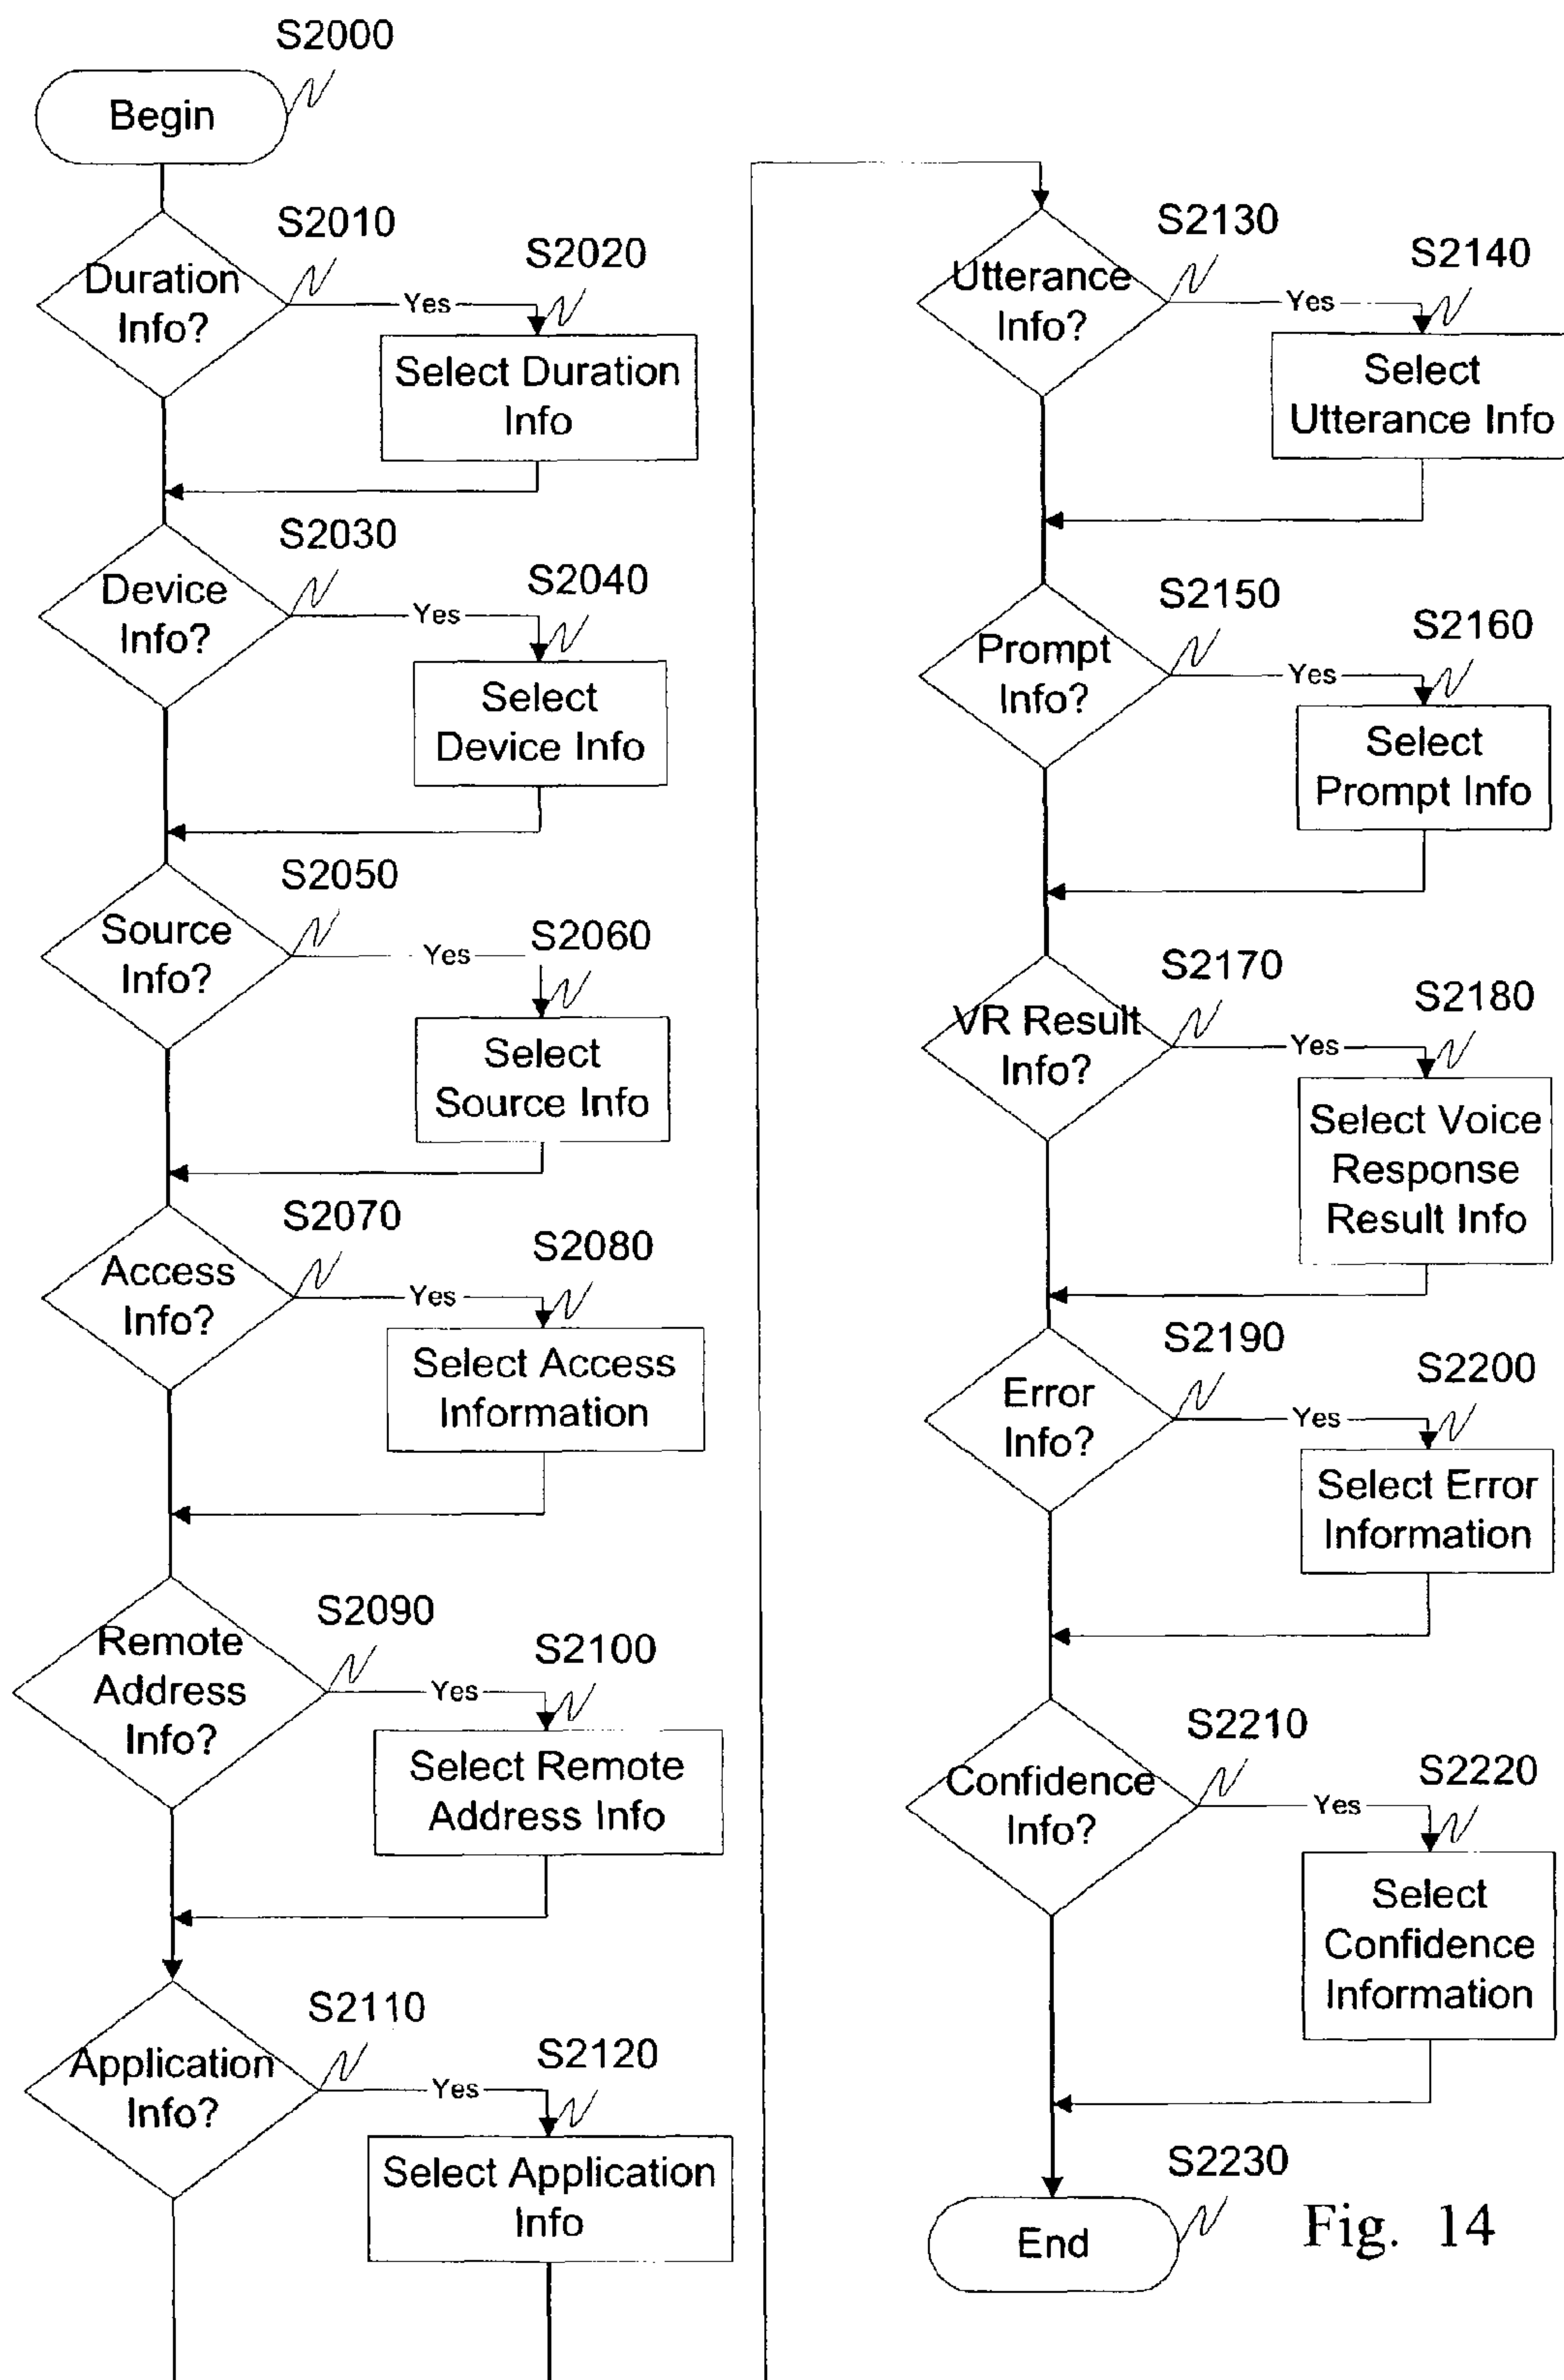 S2000
Begin
S2010
Duration
Info?
Yes
S2020
Select Duration
Info
S2030
Device
Info?
Yes
S2040
Select
Device Info
S2050
Source
Info?
Yes
S2060
Select
Source Info
S2070
Access
Info?
Yes
S2080
Select Access
Information
S2090
Remote
Address
Info?
Yes
S2100
Select Remote
Address Info
S2110
Application
Info?
Yes
S2120
Select Application
Info
S2130
Utterance
Info?
Yes
S2140
Select
Utterance Info
S2150
Prompt
Info?
Yes
S2160
Select
Prompt Info
S2170
VR Result
Info?
Yes
S2180
Select Voice
Response
Result Info
S2190
Error
Info?
Yes
S2200
Select Error
Information
S2210
Confidence
Info?
Yes
S2220
Select
Confidence
Information
S2230
End
Fig. 14